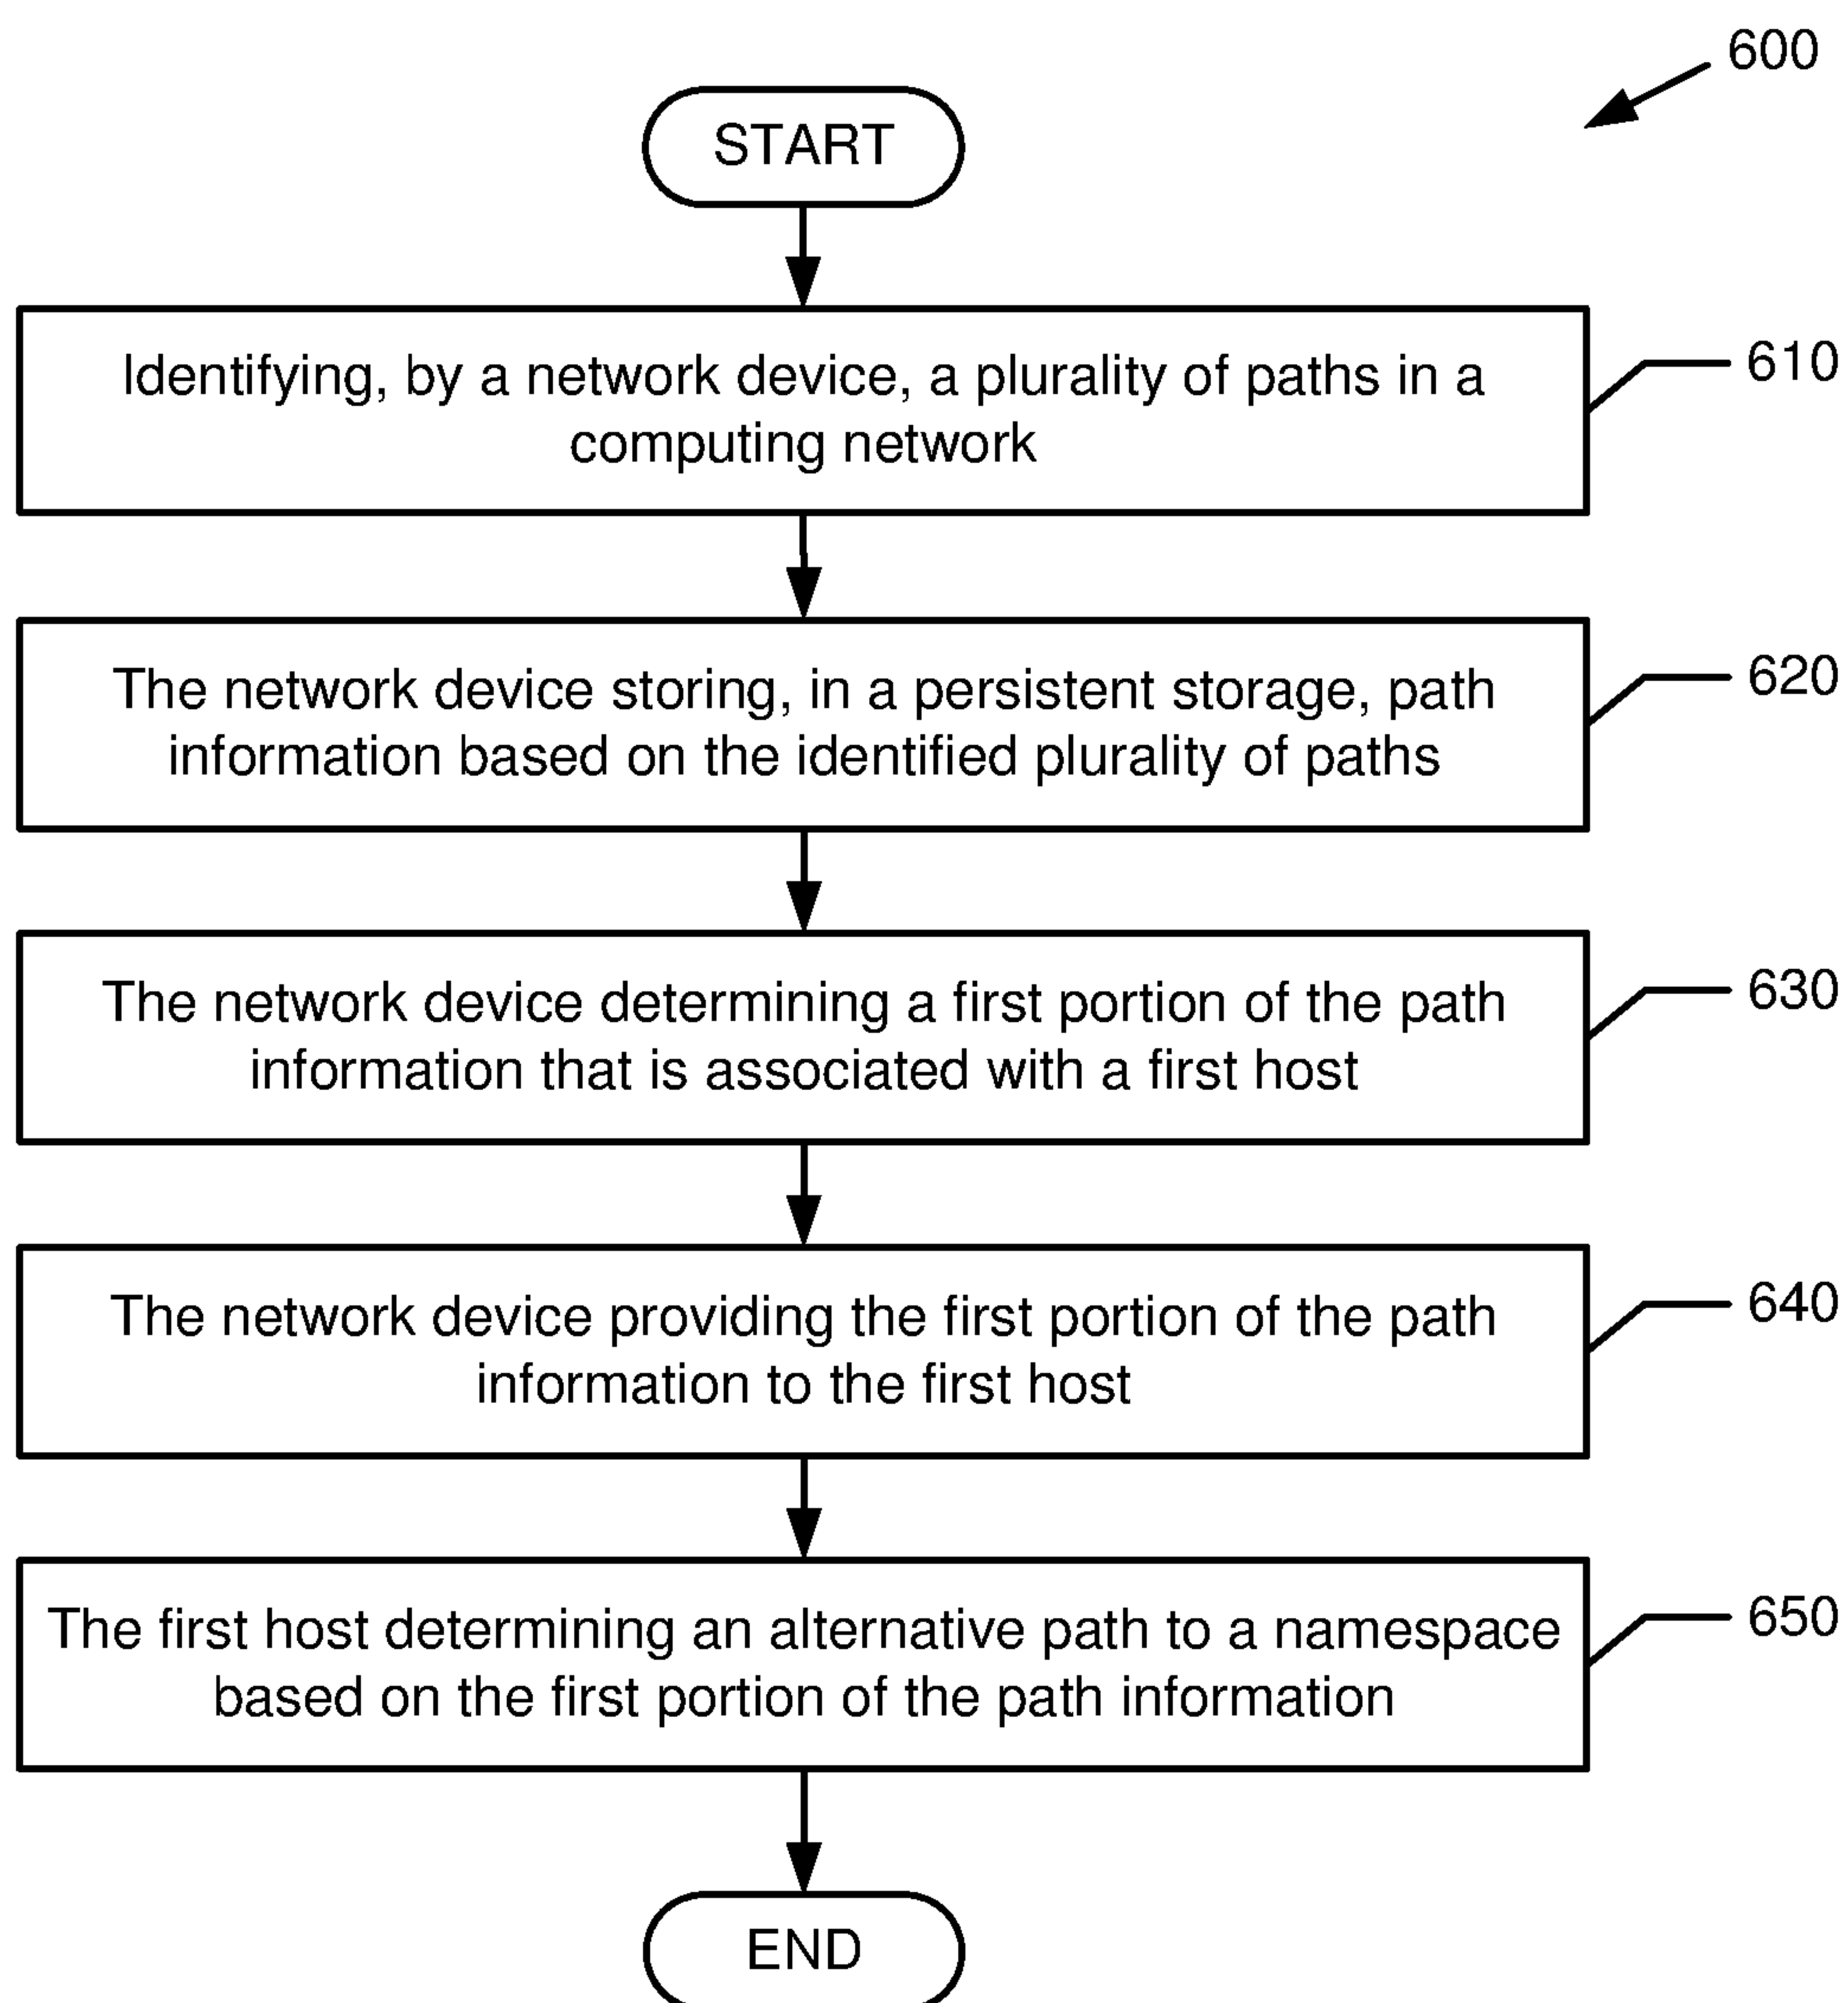 600
START
Identifying, by a network device, a plurality of paths in a
computing network
610
The network device storing, in a persistent storage, path
information based on the identified plurality of paths
620
The network device determining a first portion of the path
information that is associated with a first host
630
The network device providing the first portion of the path
information to the first host
640
The first host determining an alternative path to a namespace
based on the first portion of the path information
650
END